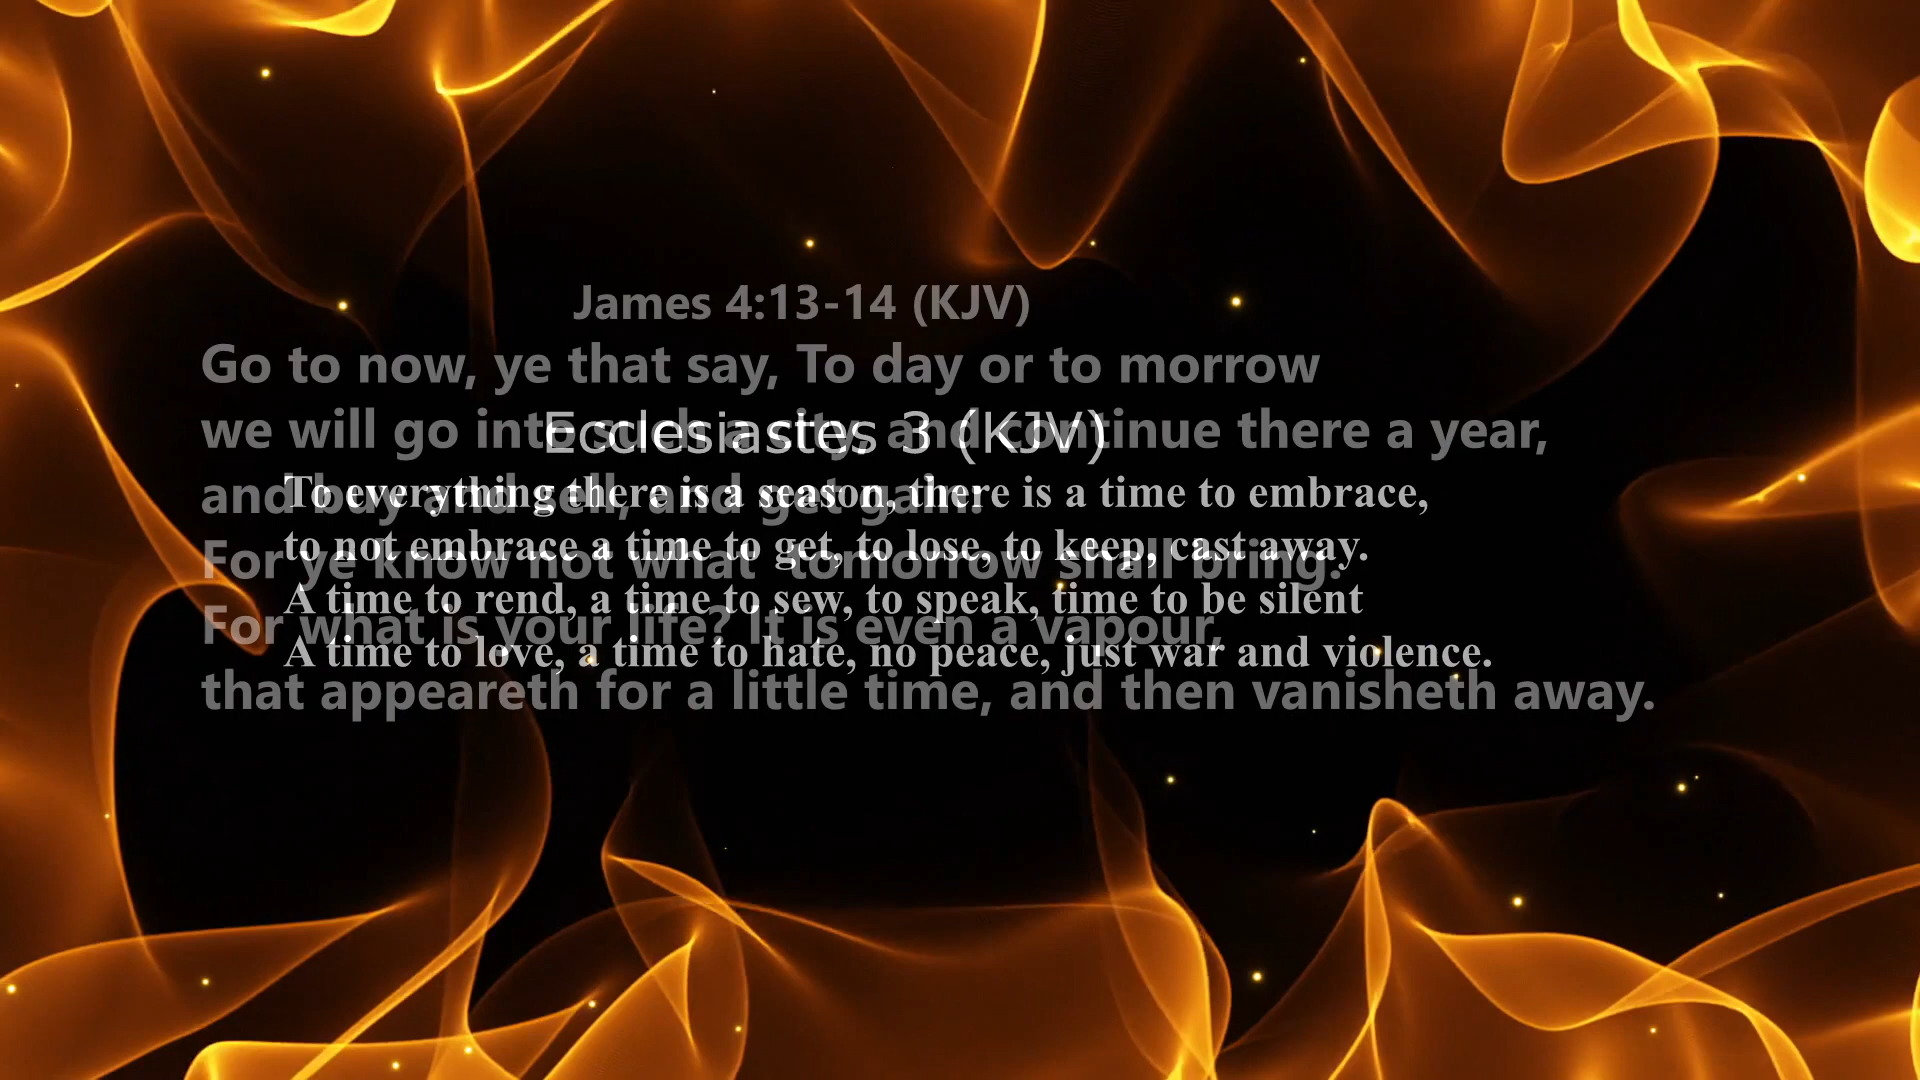 James 4:13-14 (KJV)
Go to now, ye that say, To day or to morrow
we will go into such a city, and continue there a year,
and buy and sell, and get gain:
For ye know not what tomorrow shall bring.
For what is your life? It is even a vapour,
that appeareth for a little time, and then vanisheth away.
Ecclesiastes 3 (KJV)
To everything there is a season, there is a time to embrace,
to not embrace a time to get, to lose, to keep, cast away.
A time to rend, a time to sew, to speak, time to be silent
A time to love, a time to hate, no peace, just war and violence.